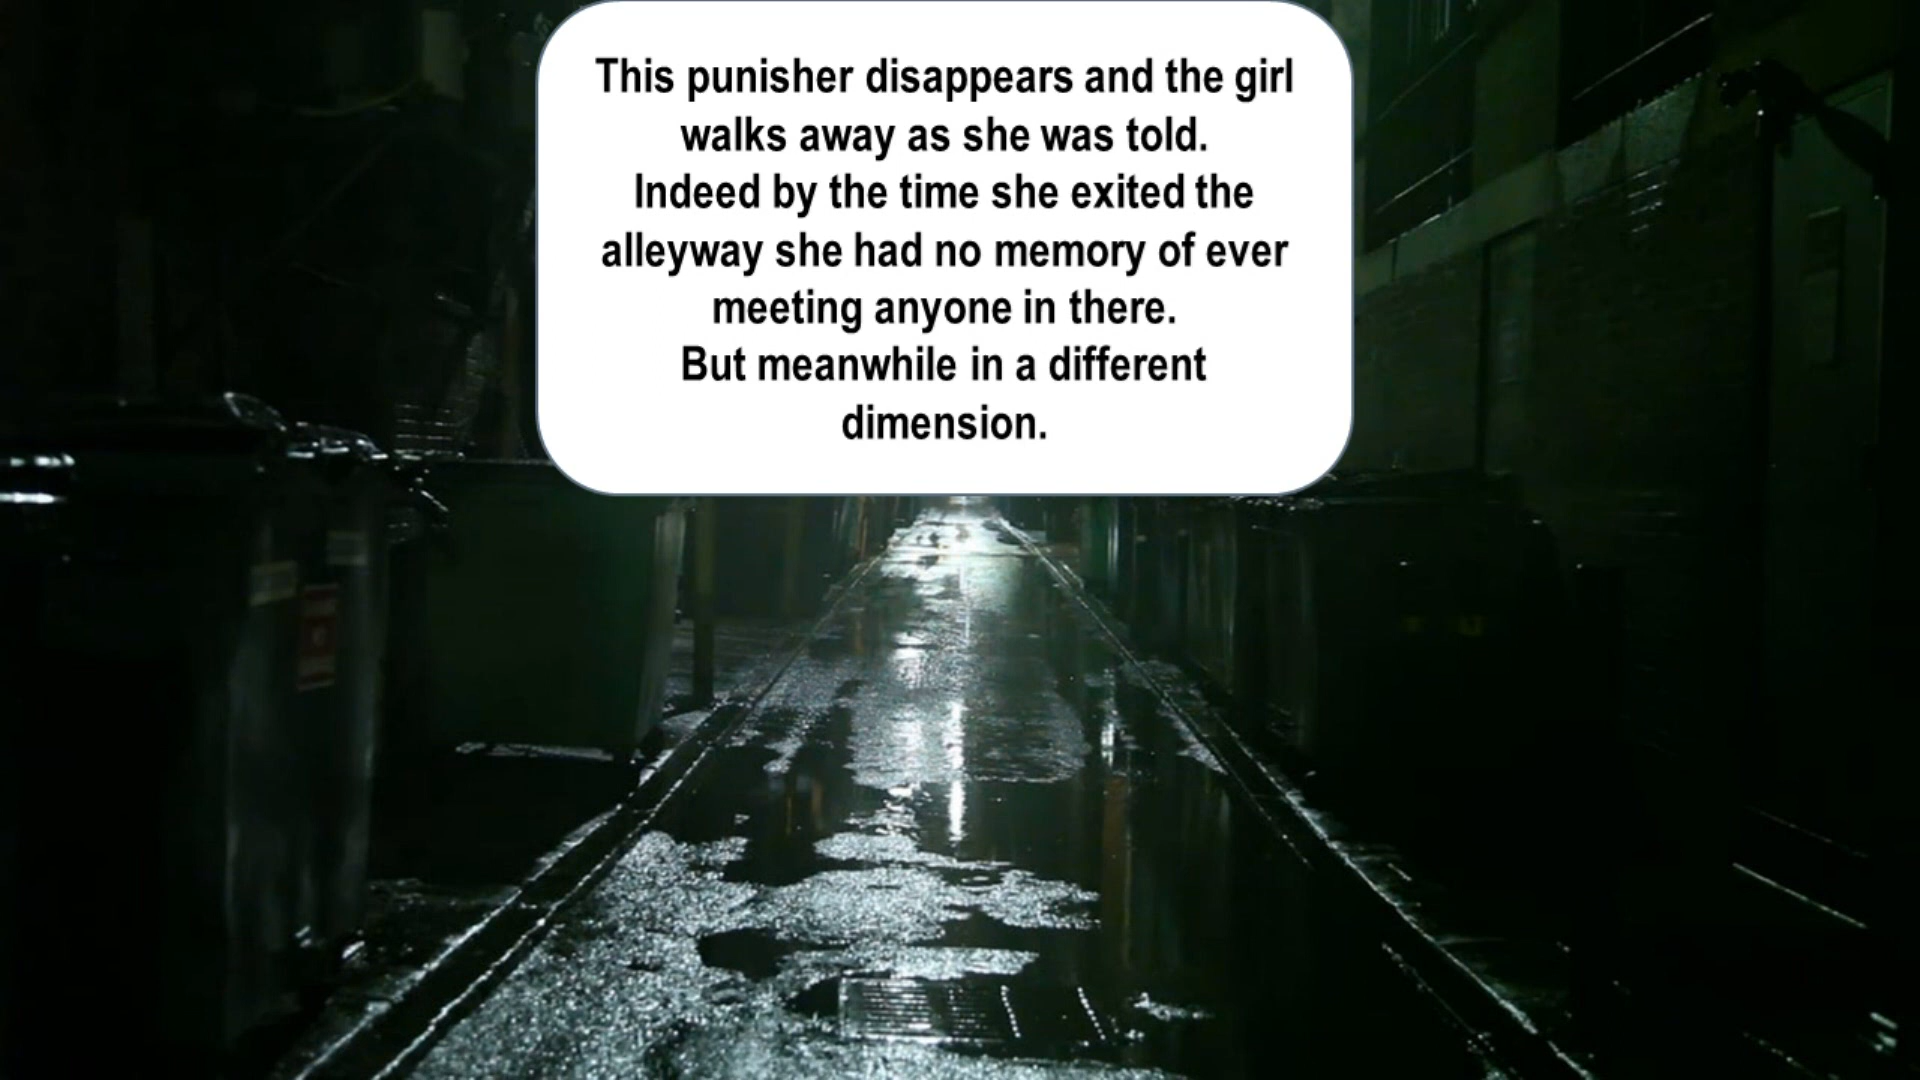 This punisher disappears and the girl
walks away as she was told.
Indeed by the time she exited the
alleyway she had no memory of ever
meeting anyone in there.
But meanwhile in a different
dimension.